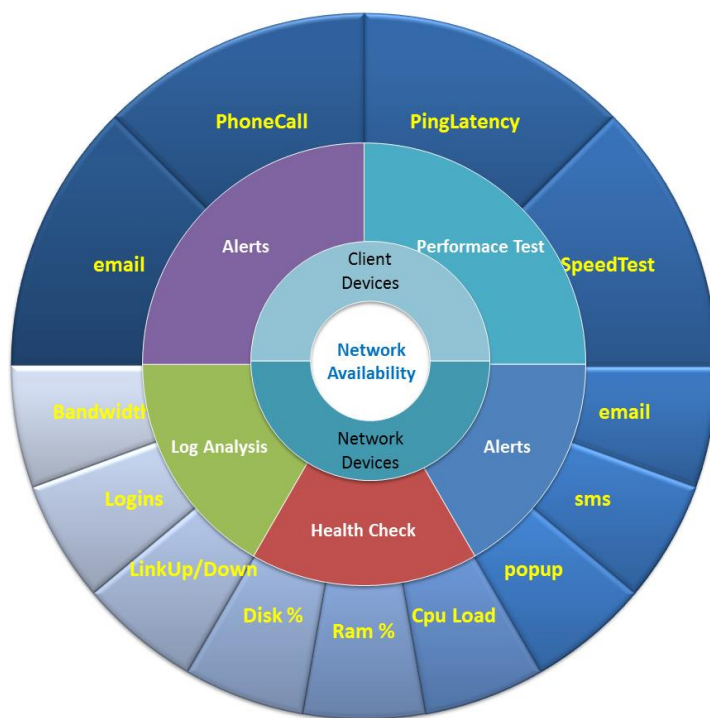 PhoneCall
PingLatency
Alerts
Performace Test
Client
Devices
email
SpeedTest
Network
Availability
Bandwidth
email
Network
Devices
Log Analysis
Alerts
Logins
sms
Health Check
LinkUp/Down
popup
Disk %
Ram %
Cpu Load